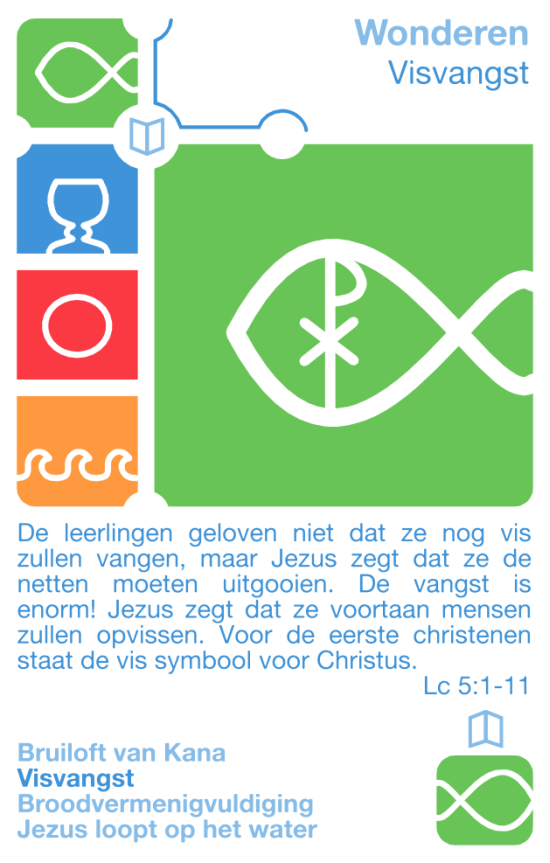 Wonderen
Visvangst
De leerlingen geloven niet dat ze nog vis
zullen vangen, maar Jezus zegt dat ze de
netten moeten uitgooien. De vangst is
enorm! Jezus zegt dat ze voortaan mensen
zullen opvissen. Voor de eerste christenen
staat de vis symbool voor Christus.
Lc 5:1-11
Bruiloft van Kana
Visvangst
Broodvermenigvuldiging
Jezus loopt op het water